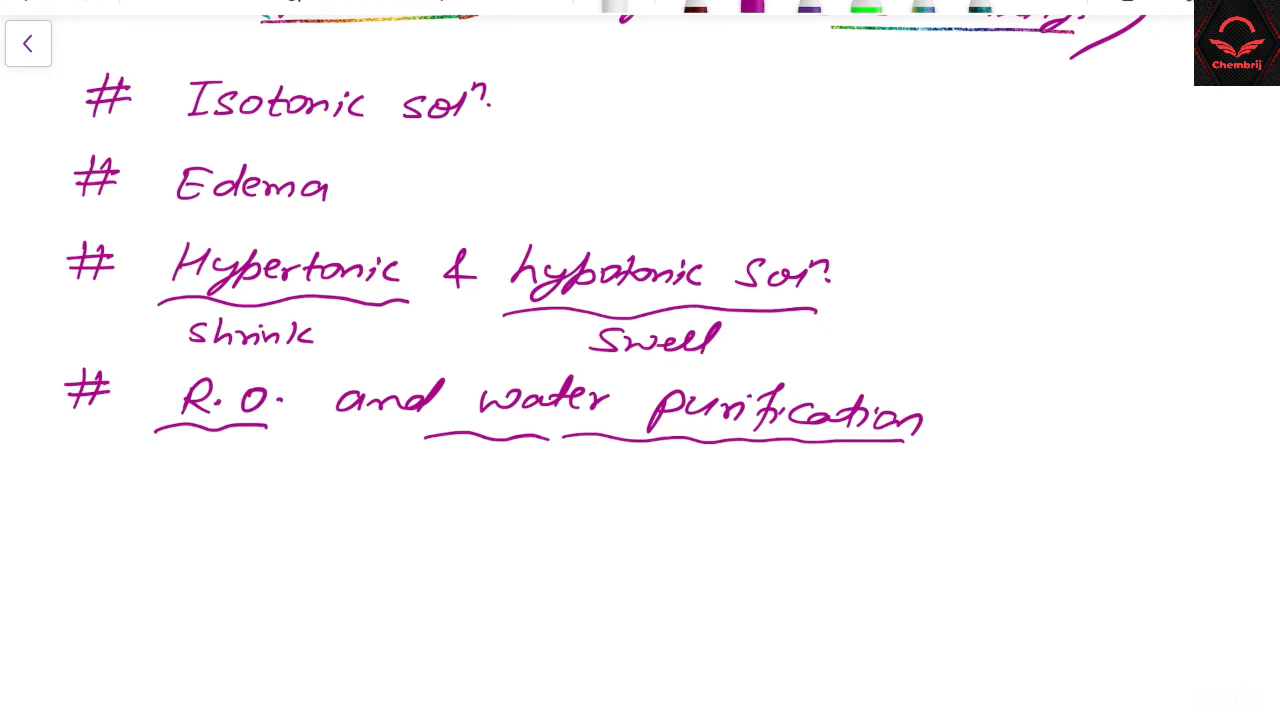 Chembrij
# Isotonic solⁿ.
# Edema
# Hypertonic & hypotonic solⁿ.
shrink swell
# R.O. and water purification